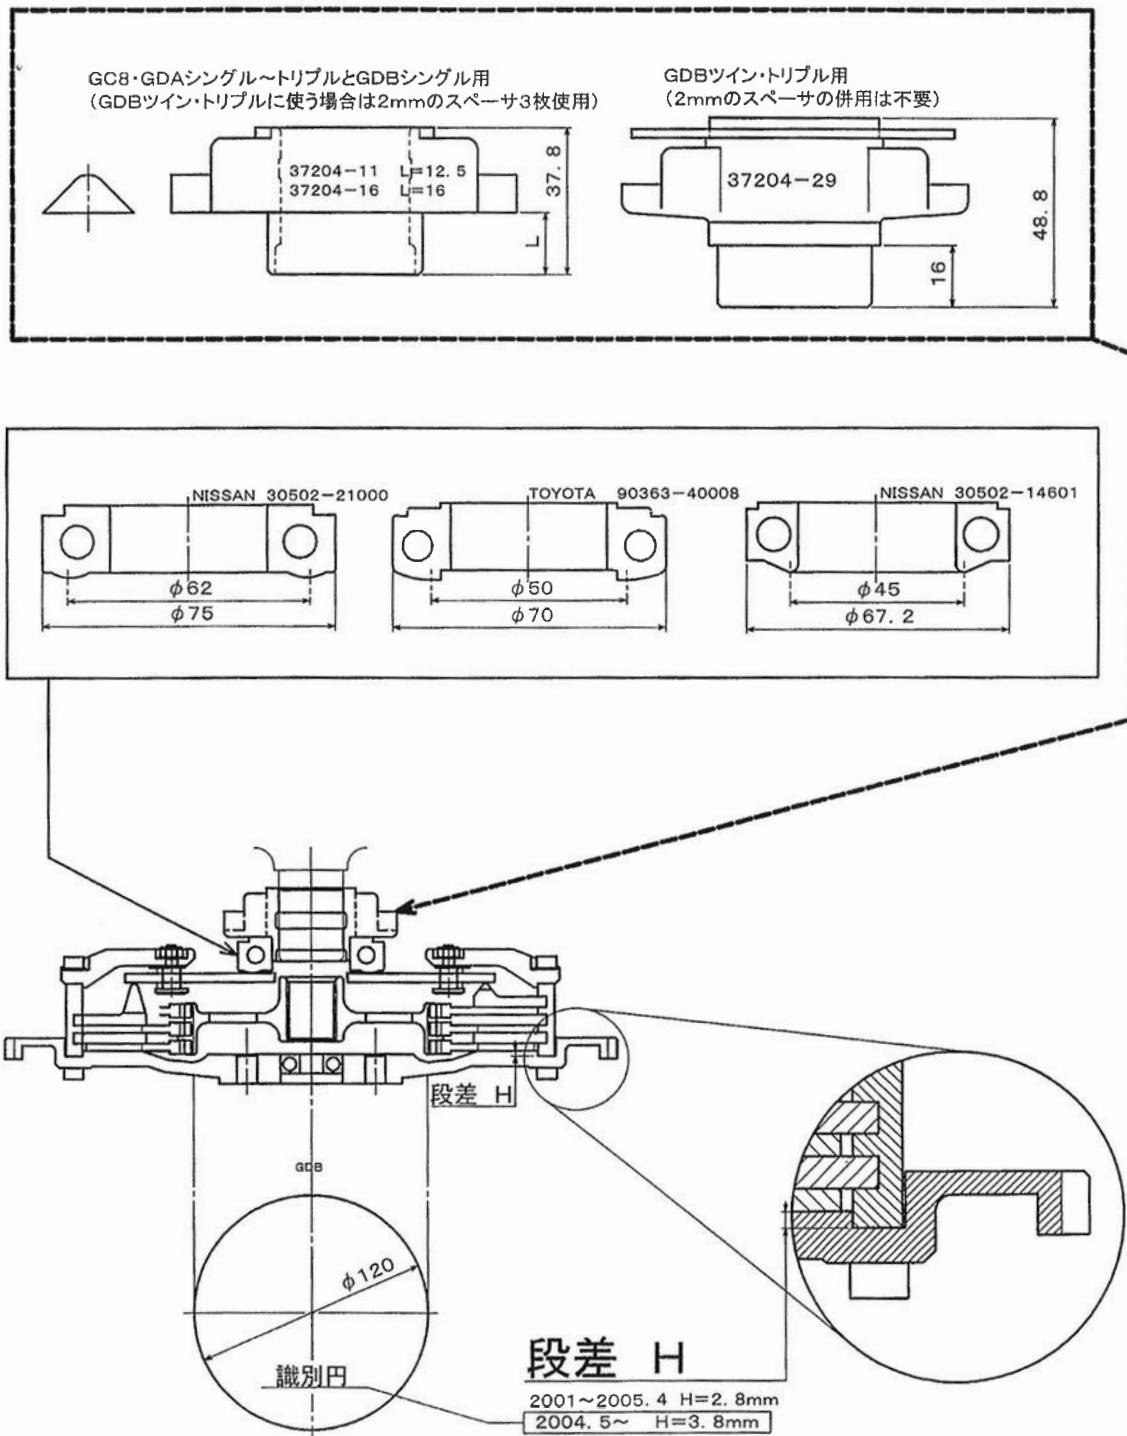 GC8・GDAシングル～トリプルとGDBシングル用
（GDBツイン・トリプルに使う場合は2mmのスペーサ3枚使用）
GDBツイン・トリプル用
（2mmのスペーサの併用は不要）
37204-11 L=12.5
37204-16 L=16
37.8
L
37204-29
48.8
16
NISSAN 30502-21000
TOYOTA 90363-40008
NISSAN 30502-14601
φ62
φ75
φ50
φ70
φ45
φ67.2
段差 H
GDB
φ120
識別円
段差 H
2001～2005.4 H=2.8mm
2004.5～ H=3.8mm